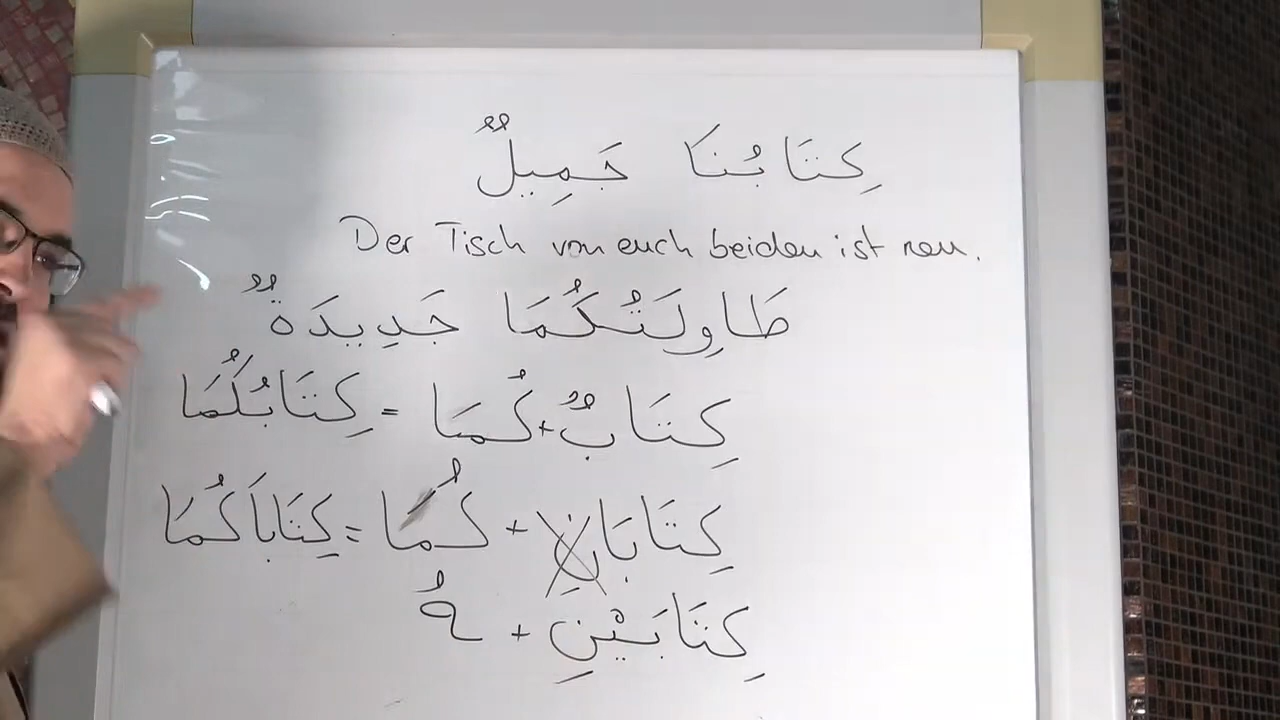 كِتَابُنَا جَمِيلٌ
Der Tisch von euch beiden ist neu.
طَاوِلَتُكُمَا جَدِيدَةٌ
كِتَابٌ + كُمَا = كِتَابُكُمَا
كِتَابَانِ + كُمَا = كِتَابَاكُمَا
كِتَابَيْنِ + هُ